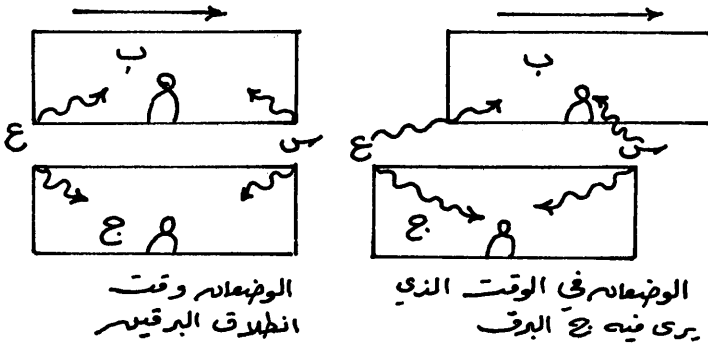 ب
ب
ع
س
ع
س
ج
ج
الوضعان في الوقت الذي
يرى فيه ج البرق
الوضعان وقت
انطلاق البرقين